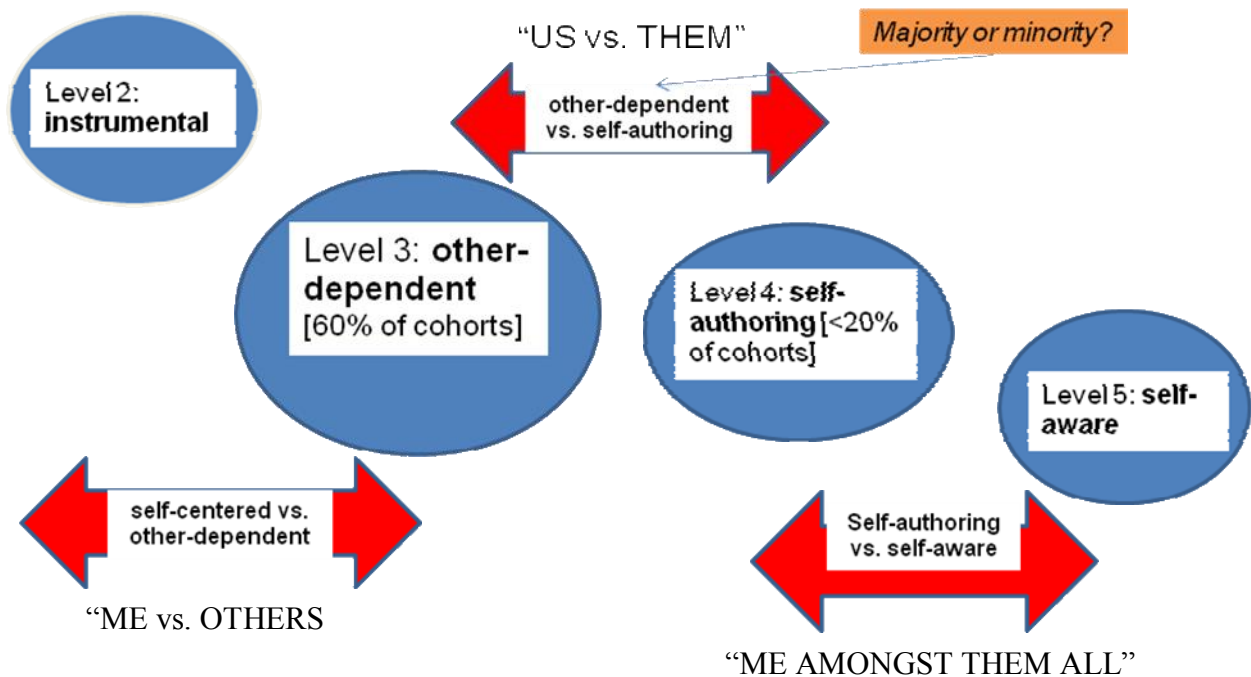 “US vs. THEM”
Majority or minority?
Level 2:
instrumental
other-dependent
vs. self-authoring
Level 3: other-
dependent
[60% of cohorts]
Level 4: self-
authoring [<20%
of cohorts]
Level 5: self-
aware
self-centered vs.
other-dependent
Self-authoring
vs. self-aware
“ME vs. OTHERS
“ME AMONGST THEM ALL”